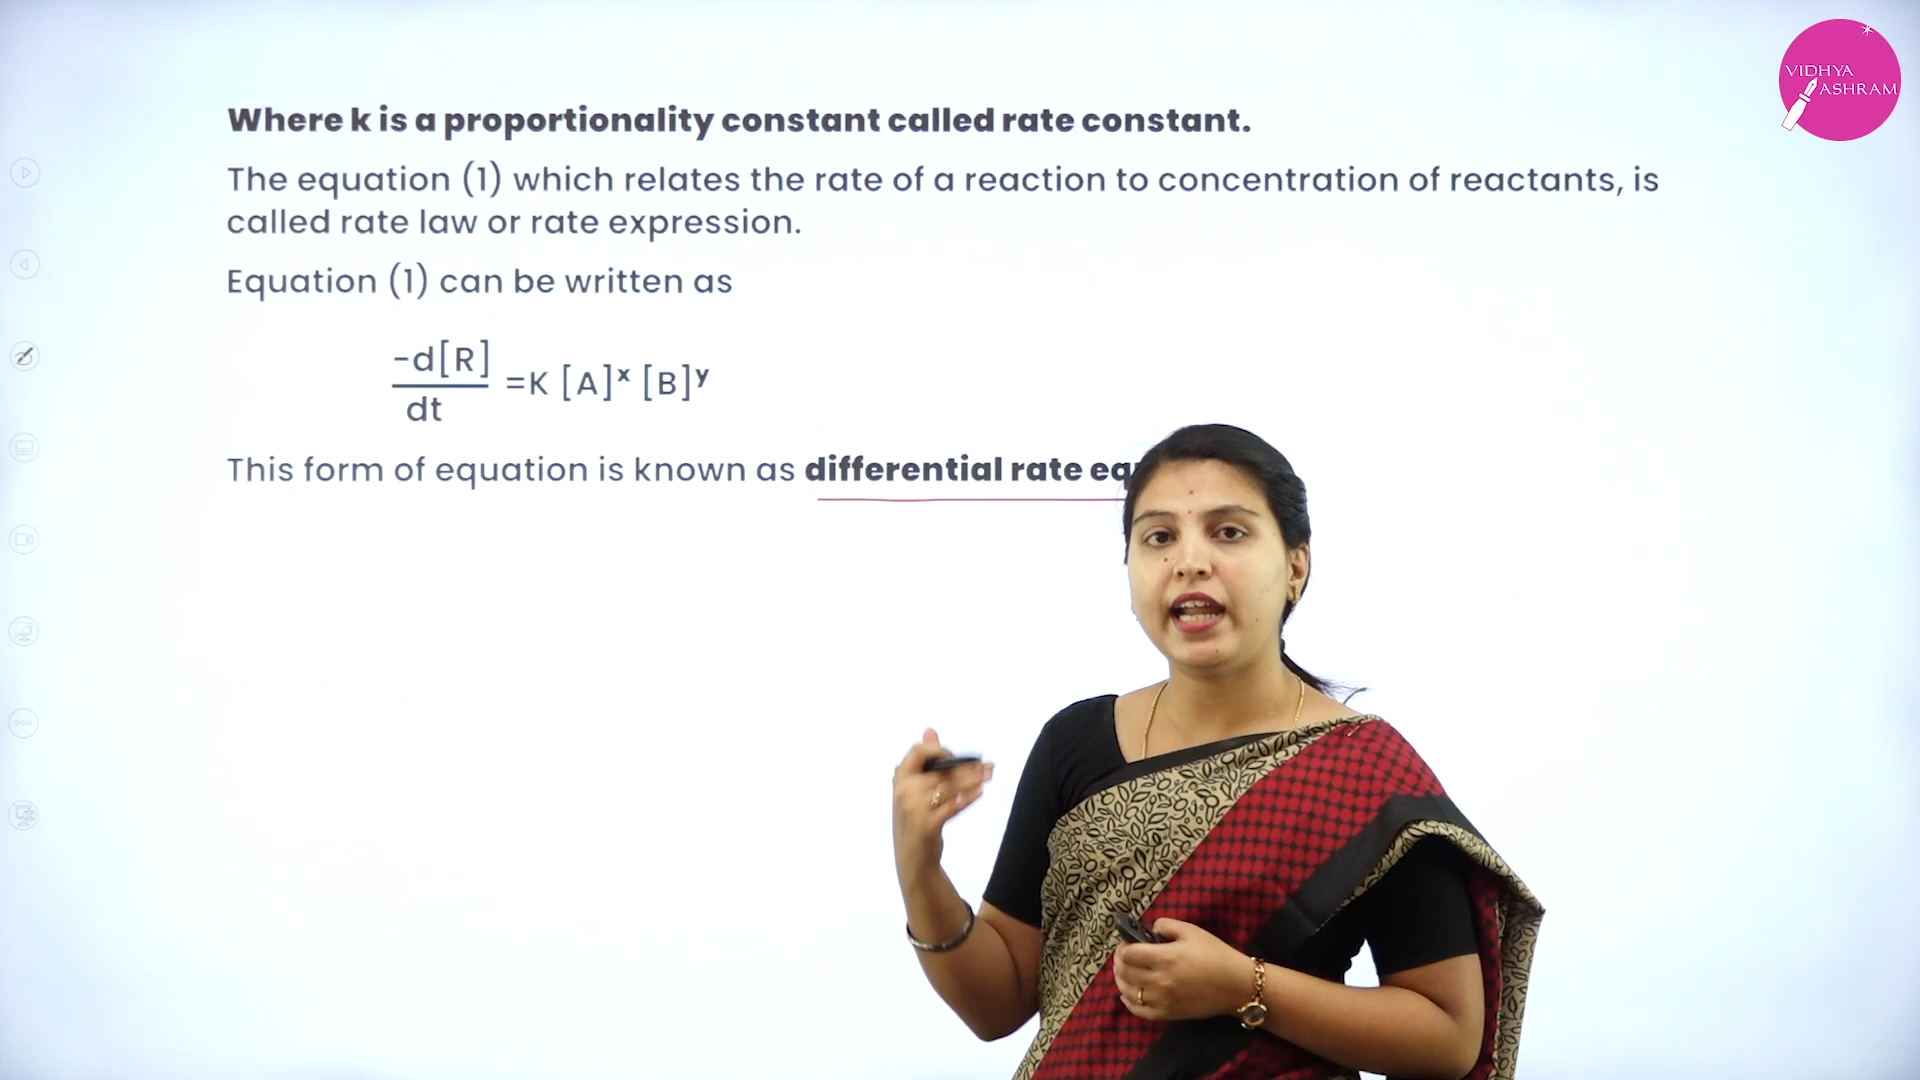 VIDHYA
ASHRAM
Where k is a proportionality constant called rate constant.
The equation (1) which relates the rate of a reaction to concentration of reactants, is
called rate law or rate expression.
Equation (1) can be written as
-d[R]
=K [A]ˣ [B]ʸ
dt
This form of equation is known as differential rate